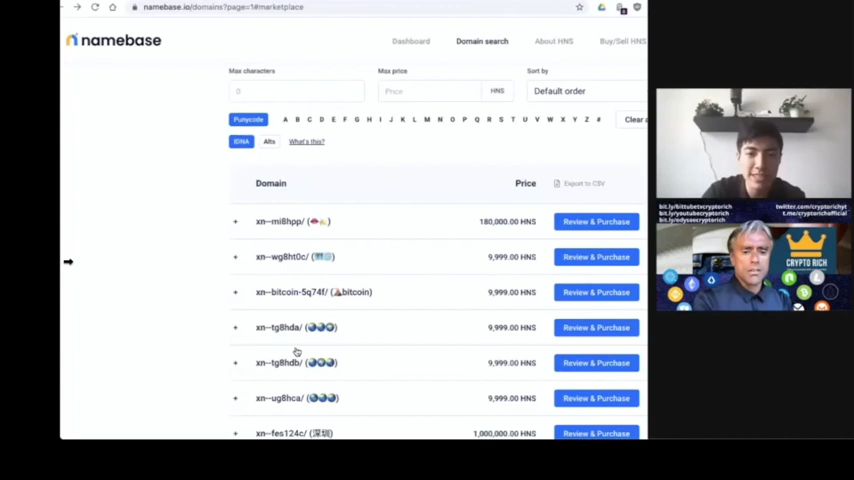 namebase.io/domains?page=1#marketplace
namebase
Dashboard Domain search About HNS Buy/Sell HNS
Max characters Max price Sort by
0 Price HNS Default order
Punycode A B C D E F G H I J K L M N O P Q R S T U V W X Y Z # Clear a
IDNA Alts What's this?
Domain Price Export to CSV
+ xn--mi8hpp/ 180,000.00 HNS Review & Purchase
+ xn--wg8ht0c/ 9,999.00 HNS Review & Purchase
+ xn--bitcoin-5q74f/ (🌋bitcoin) 9,999.00 HNS Review & Purchase
+ xn--tg8hda/ (🌏🌏🌍) 9,999.00 HNS Review & Purchase
+ xn--tg8hdb/ (🌏🌍🌏) 9,999.00 HNS Review & Purchase
+ xn--ug8hca/ (🌏🌏🌏) 9,999.00 HNS Review & Purchase
+ xn--fes124c/ (深圳) 1,000,000.00 HNS Review & Purchase
bit.ly/bittubetvcryptorich twitter.com/cryptorichyt
bit.ly/youtubecryptorich t.me/cryptorichofficial
bit.ly/odyseecryptorich
CRYPTO RICH